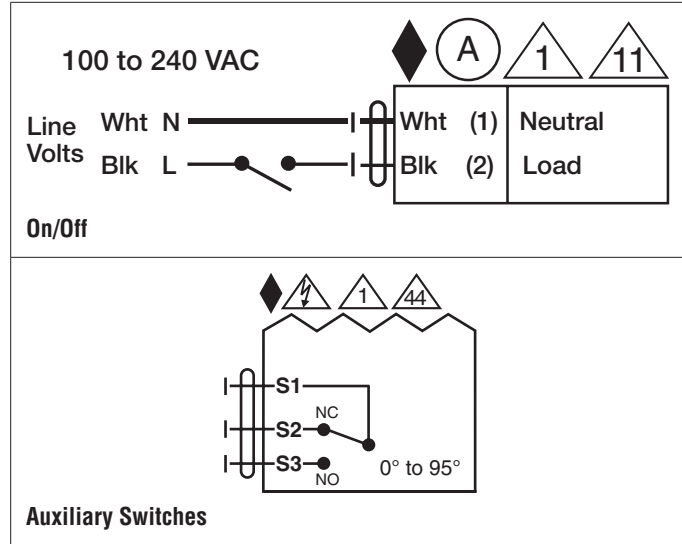 100 to 240 VAC
A
1
11
Line Volts
Wht N
Wht (1) Neutral
Blk L
Blk (2) Load
On/Off
1
44
S1
S2
NC
S3
NO
0° to 95°
Auxiliary Switches